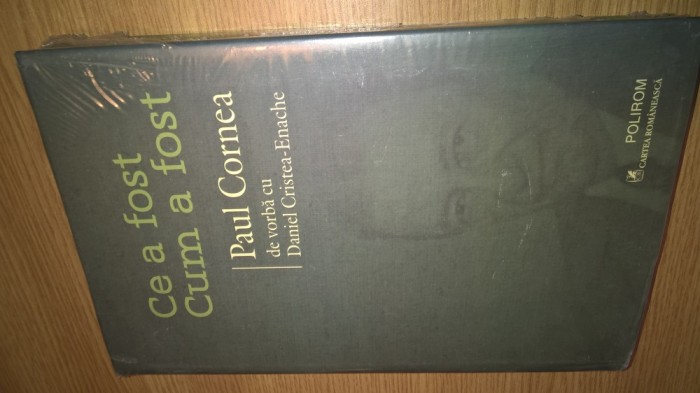 Ce a fost
Cum a fost
Paul Cornea
de vorbă cu
Daniel Cristea-Enache
POLIROM
CARTEA ROMÂNEASCĂ